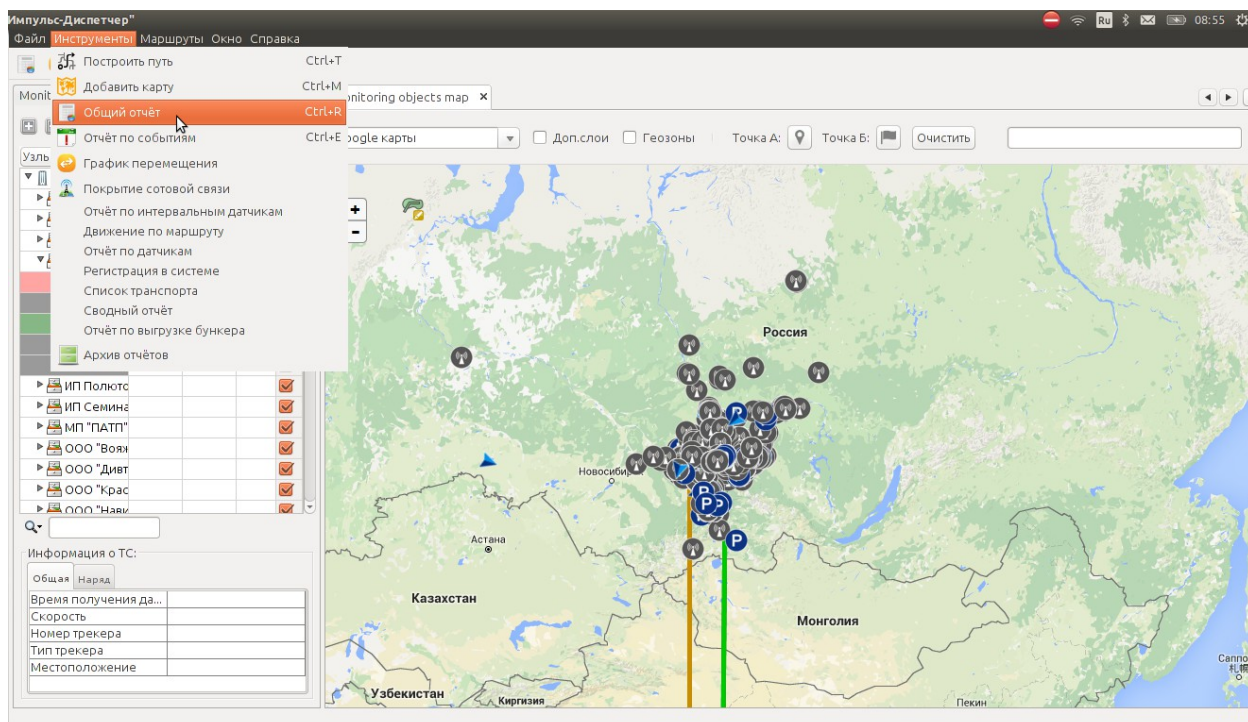 Импульс-Диспетчер"
Ru
08:55
Файл Инструменты Маршруты Окно Справка
Построить путь Ctrl+T
Добавить карту Ctrl+M
Общий отчёт Ctrl+R
Отчёт по событиям Ctrl+E
График перемещения
Покрытие сотовой связи
Отчёт по интервальным датчикам
Движение по маршруту
Отчёт по датчикам
Регистрация в системе
Список транспорта
Сводный отчёт
Отчёт по выгрузке бункера
Архив отчётов
Monit
onitoring objects map
oogle карты
Доп.слои
Геозоны
Точка А:
Точка Б:
Очистить
Узль
+
-
ИП Полютс
ИП Семина
МП "ПАТП"
ООО "Вояж
ООО "Дивт
ООО "Крас
ООО "Нави
Информация о ТС:
Общая Наряд
Время получения да...
Скорость
Номер трекера
Тип трекера
Местоположение
Россия
P
Новосибир
P
P
P
Астана
P
Казахстан
Монголия
Саппо
札幌
Узбекистан
Киргизия
Пекин